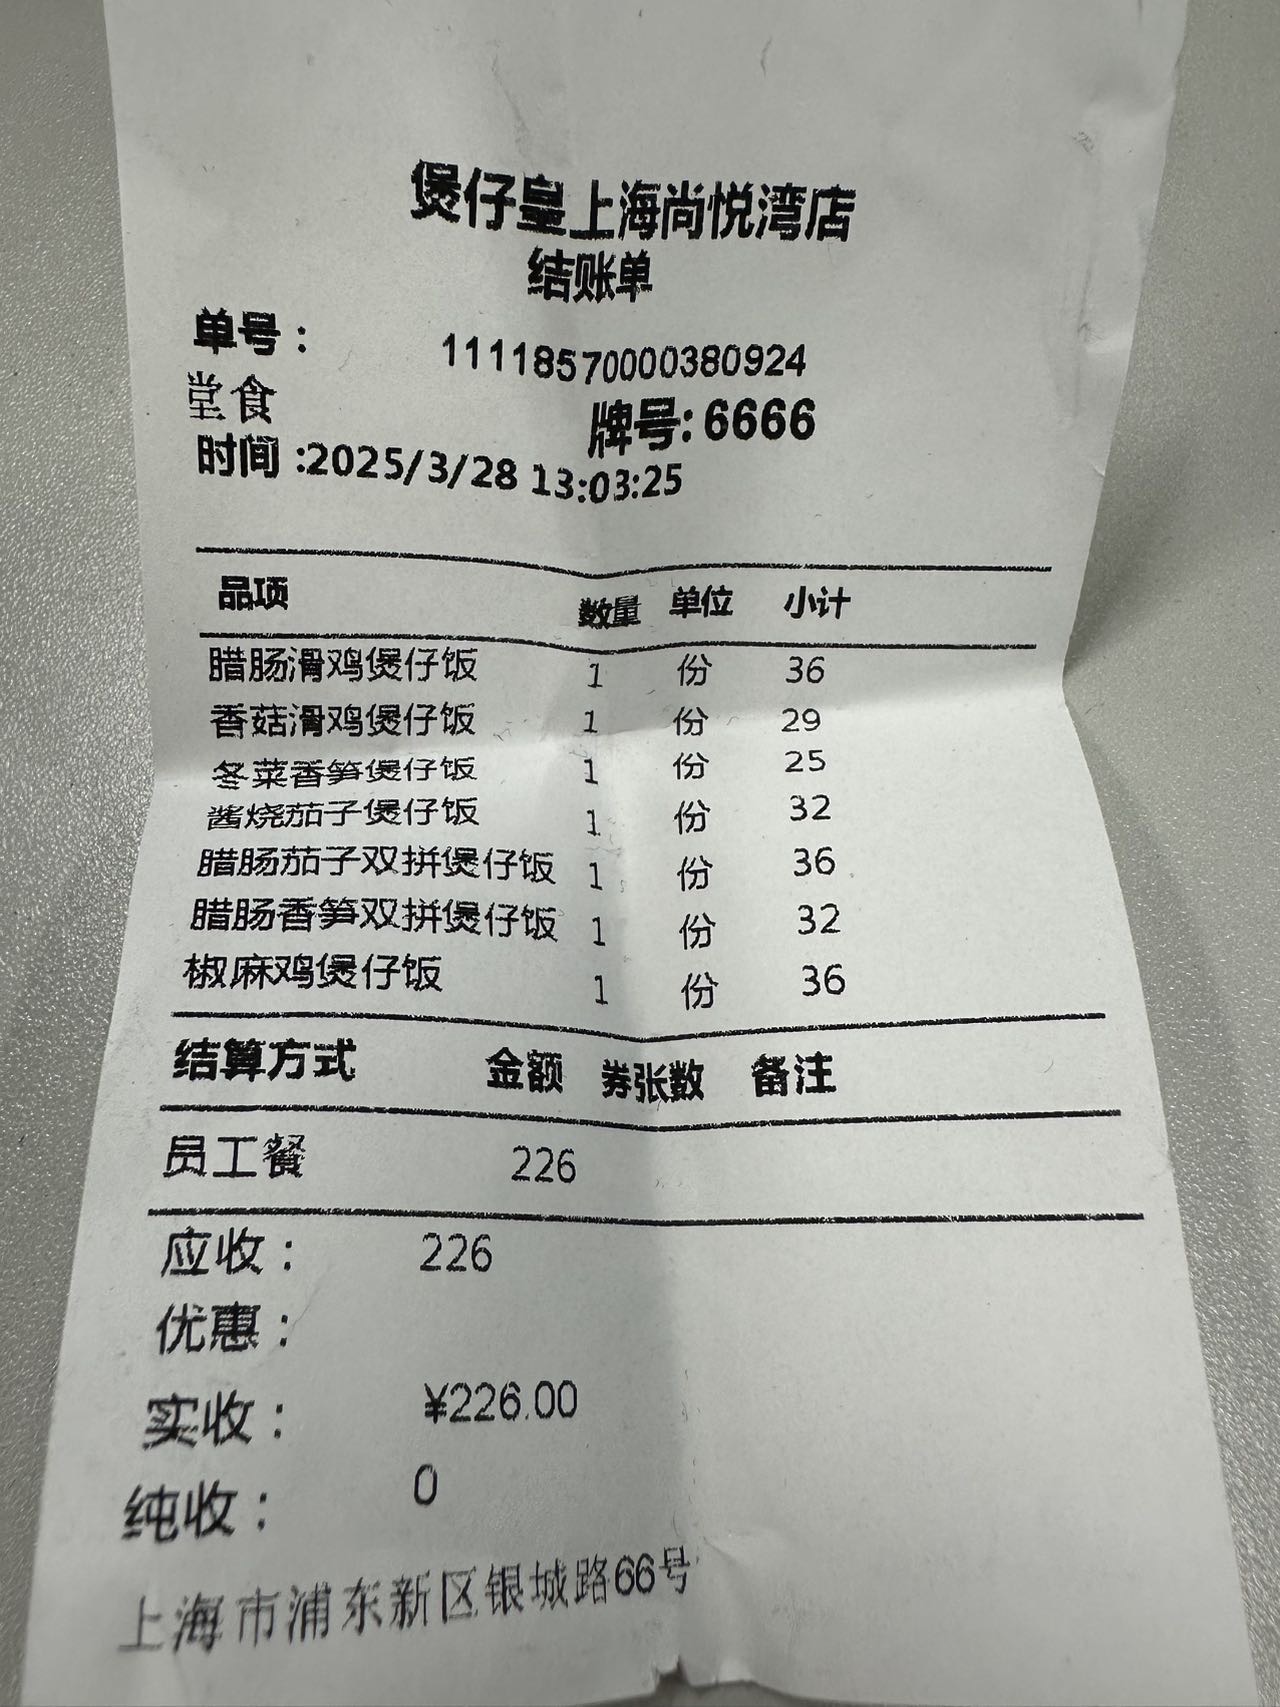 煲仔皇上海尚悦湾店
结账单
单号： 11118570000380924
堂食 牌号:6666
时间:2025/3/28 13:03:25
品项 数量 单位 小计
腊肠滑鸡煲仔饭 1 份 36
香菇滑鸡煲仔饭 1 份 29
冬菜香笋煲仔饭 1 份 25
酱烧茄子煲仔饭 1 份 32
腊肠茄子双拼煲仔饭 1 份 36
腊肠香笋双拼煲仔饭 1 份 32
椒麻鸡煲仔饭 1 份 36
结算方式 金额 券张数 备注
员工餐 226
应收： 226
优惠：
实收： ¥226.00
纯收： 0
上海市浦东新区银城路66号